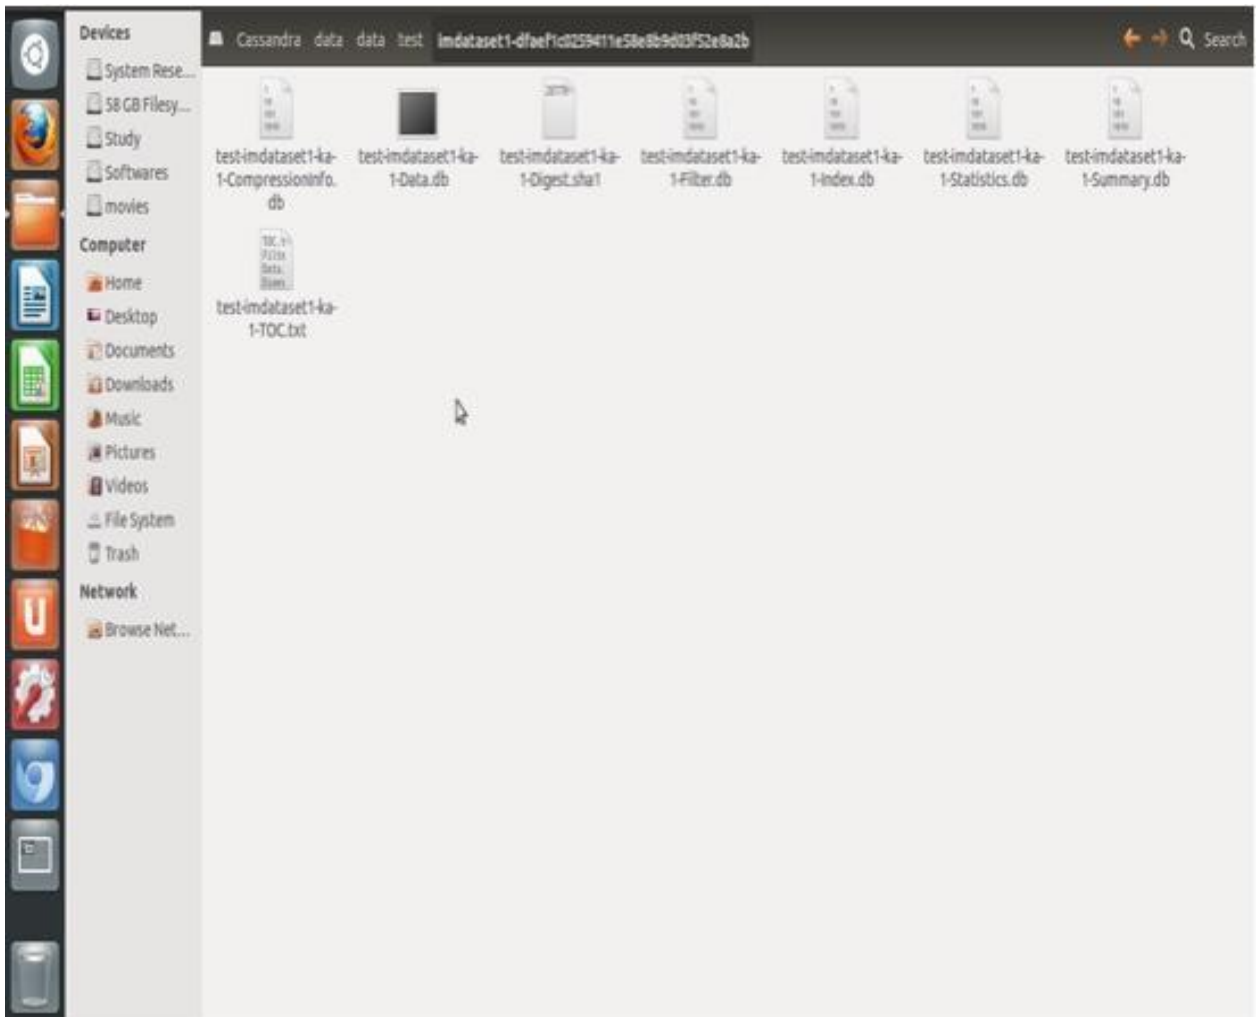 Devices
System Rese...
58 GB Filesy...
Study
Softwares
movies
Computer
Home
Desktop
Documents
Downloads
Music
Pictures
Videos
File System
Trash
Network
Browse Net...
Cassandra data data test imdataset1-dfaef1c0259411e58e8b9d03f52e8a2b
Search
test-imdataset1-ka-
1-CompressionInfo.
db
test-imdataset1-ka-
1-Data.db
test-imdataset1-ka-
1-Digest.sha1
test-imdataset1-ka-
1-Filter.db
test-imdataset1-ka-
1-Index.db
test-imdataset1-ka-
1-Statistics.db
test-imdataset1-ka-
1-Summary.db
test-imdataset1-ka-
1-TOC.txt